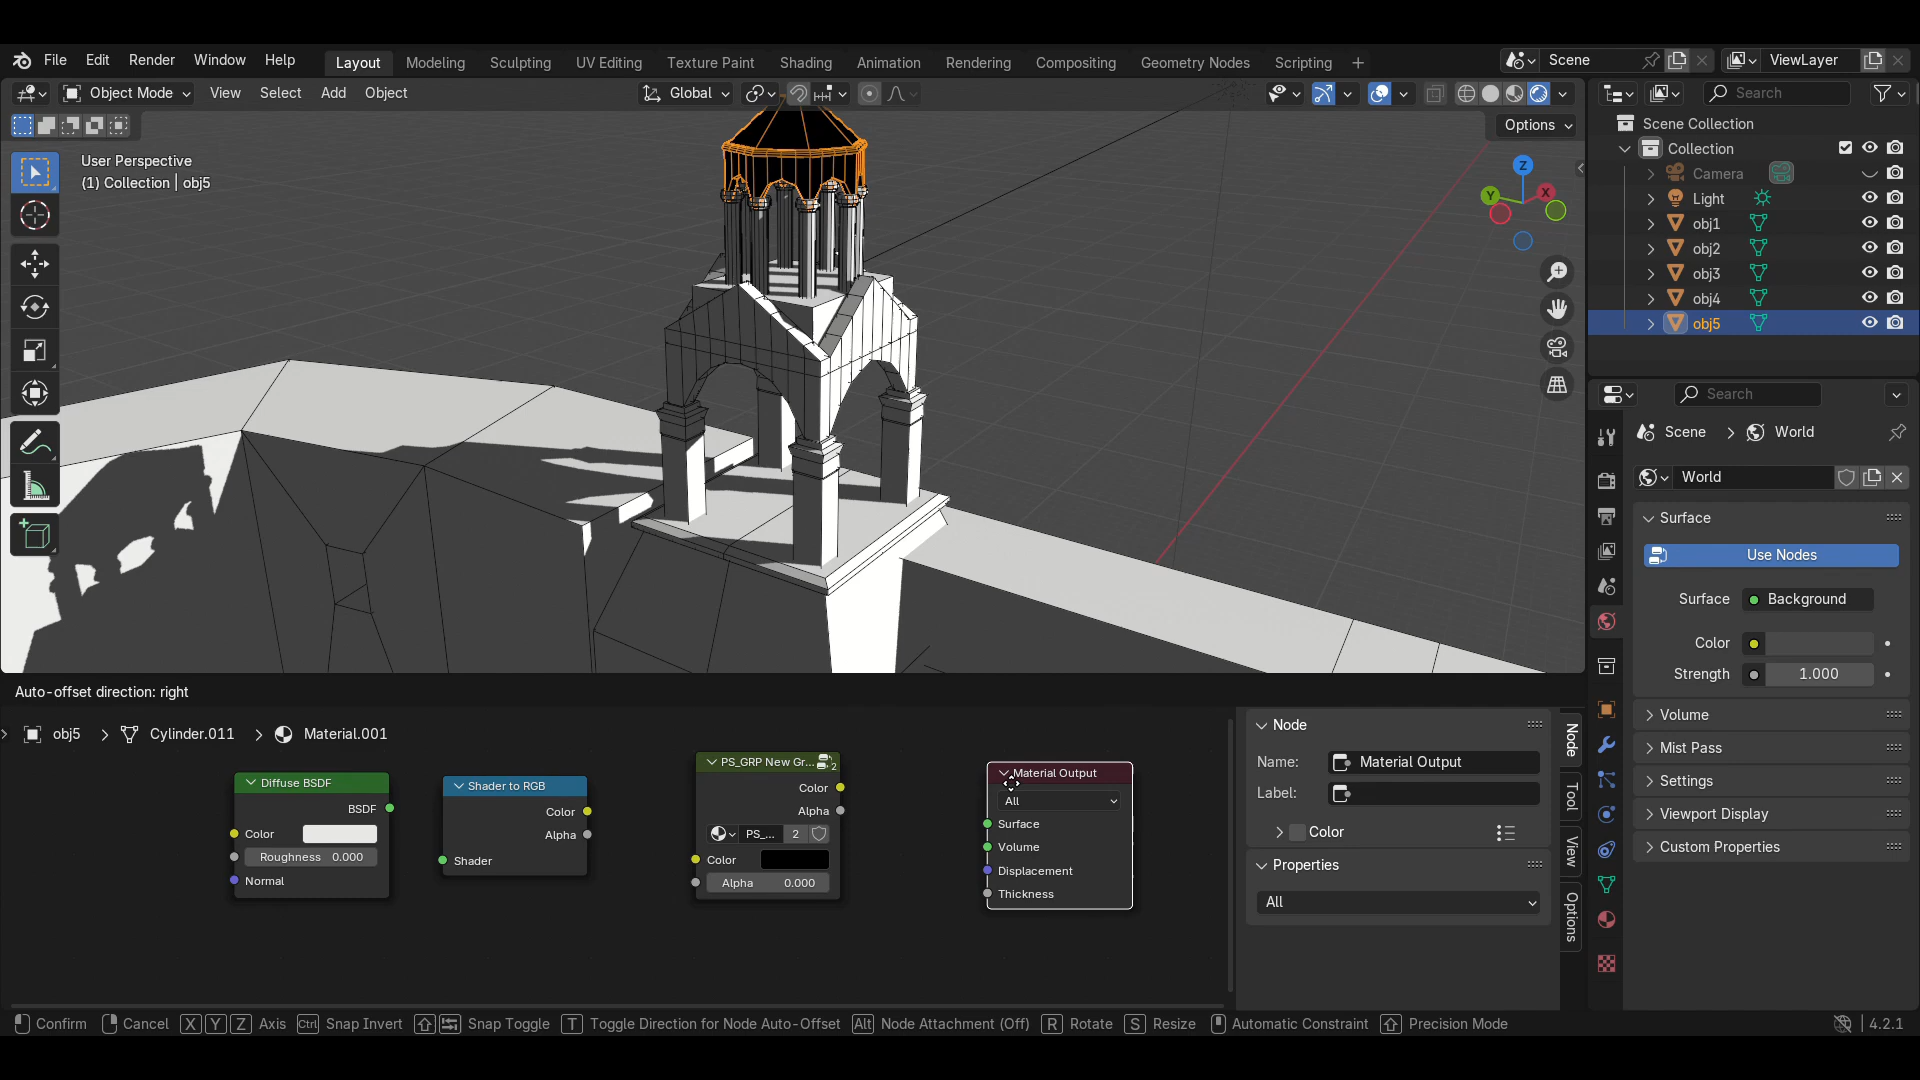 File Edit Render Window Help Layout Modeling Sculpting UV Editing Texture Paint Shading Animation Rendering Compositing Geometry Nodes Scripting Scene ViewLayer
Object Mode View Select Add Object Global Search
Options
User Perspective
(1) Collection | obj5
Z
Y
X
Scene Collection
Collection
Camera
Light
obj1
obj2
obj3
obj4
obj5
Search
Scene > World
World
Surface
Use Nodes
Surface Background
Color
Strength 1.000
Volume
Mist Pass
Settings
Viewport Display
Custom Properties
Auto-offset direction: right
obj5 > Cylinder.011 > Material.001
Diffuse BSDF
BSDF
Color
Roughness 0.000
Normal
Shader to RGB
Color
Alpha
Shader
PS_GRP New Gr... 2
Color
Alpha
PS_... 2
Color
Alpha 0.000
Material Output
All
Surface
Volume
Displacement
Thickness
Node
Name: Material Output
Label:
Color
Properties
All
Node
Tool
View
Options
Confirm Cancel X Y Z Axis Ctrl Snap Invert Snap Toggle T Toggle Direction for Node Auto-Offset Alt Node Attachment (Off) R Rotate S Resize Automatic Constraint Precision Mode 4.2.1